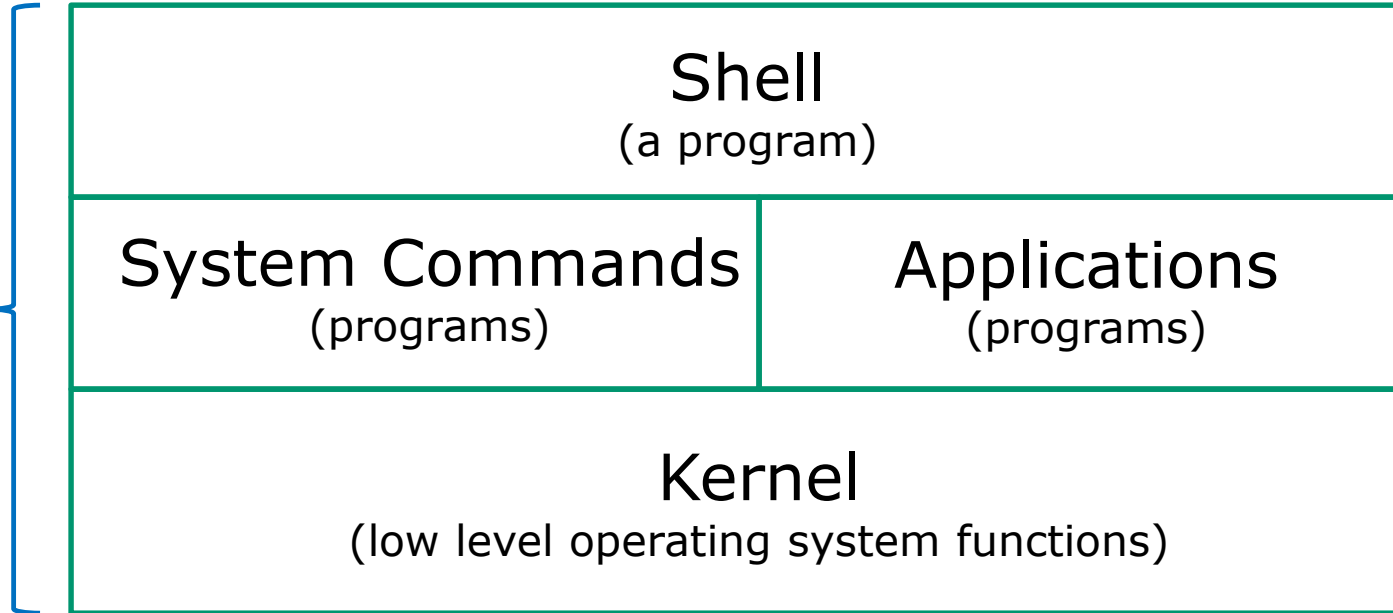 Shell
(a program)
System Commands
(programs)
Applications
(programs)
Kernel
(low level operating system functions)